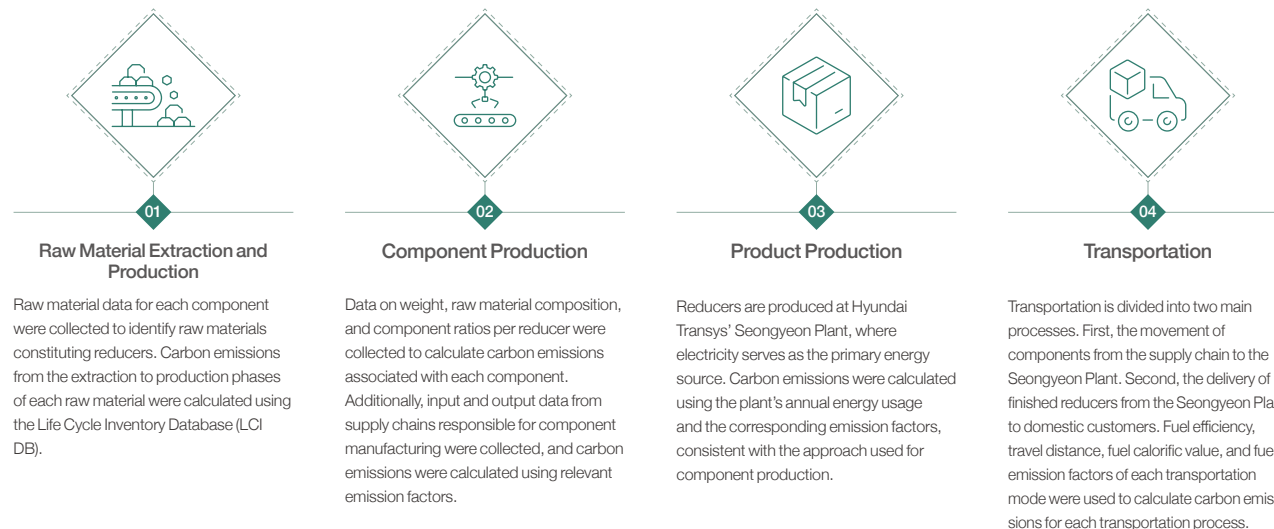 01
Raw Material Extraction and
Production
Raw material data for each component
were collected to identify raw materials
constituting reducers. Carbon emissions
from the extraction to production phases
of each raw material were calculated using
the Life Cycle Inventory Database (LCI
DB).
02
Component Production
Data on weight, raw material composition,
and component ratios per reducer were
collected to calculate carbon emissions
associated with each component.
Additionally, input and output data from
supply chains responsible for component
manufacturing were collected, and carbon
emissions were calculated using relevant
emission factors.
03
Product Production
Reducers are produced at Hyundai
Transys’ Seongyeon Plant, where
electricity serves as the primary energy
source. Carbon emissions were calculated
using the plant’s annual energy usage
and the corresponding emission factors,
consistent with the approach used for
component production.
04
Transportation
Transportation is divided into two main
processes. First, the movement of
components from the supply chain to the
Seongyeon Plant. Second, the delivery of
finished reducers from the Seongyeon Pla
to domestic customers. Fuel efficiency,
travel distance, fuel calorific value, and fue
emission factors of each transportation
mode were used to calculate carbon emis
sions for each transportation process.